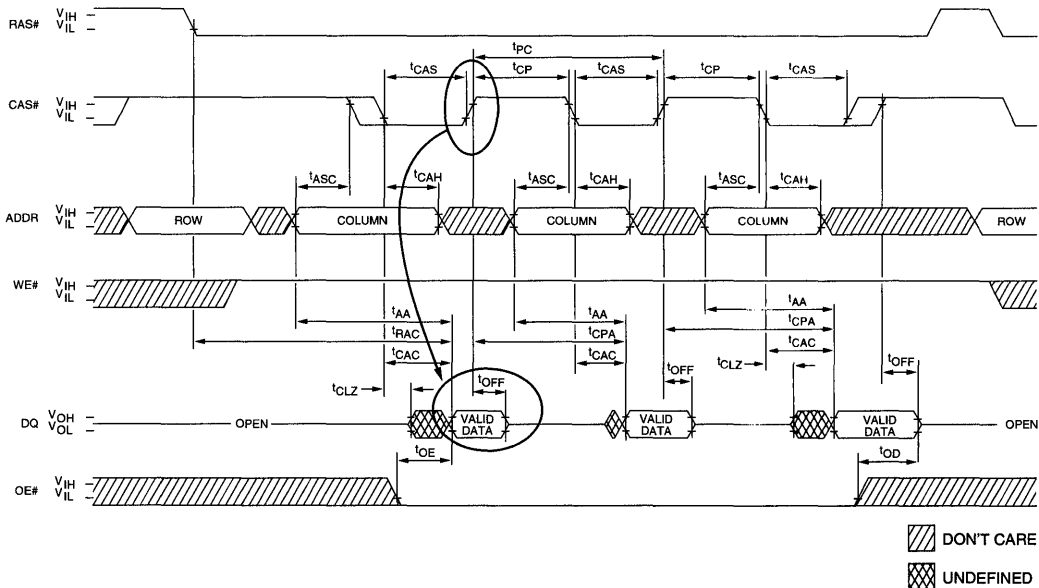 RAS# VIH
VIL
tPC
tCAS tCP tCAS tCP tCAS
CAS# VIH
VIL
tASC tCAH tASC tCAH tASC tCAH
ADDR VIH
VIL
ROW COLUMN COLUMN COLUMN ROW
WE# VIH
VIL
tAA tAA tAA
tRAC tCPA tCPA
tCAC tCAC tCAC
tCLZ tOFF tOFF tCLZ tOFF
DQ VOH
VOL
OPEN VALID DATA VALID DATA VALID DATA OPEN
tOE tOD
OE# VIH
VIL
DON'T CARE
UNDEFINED